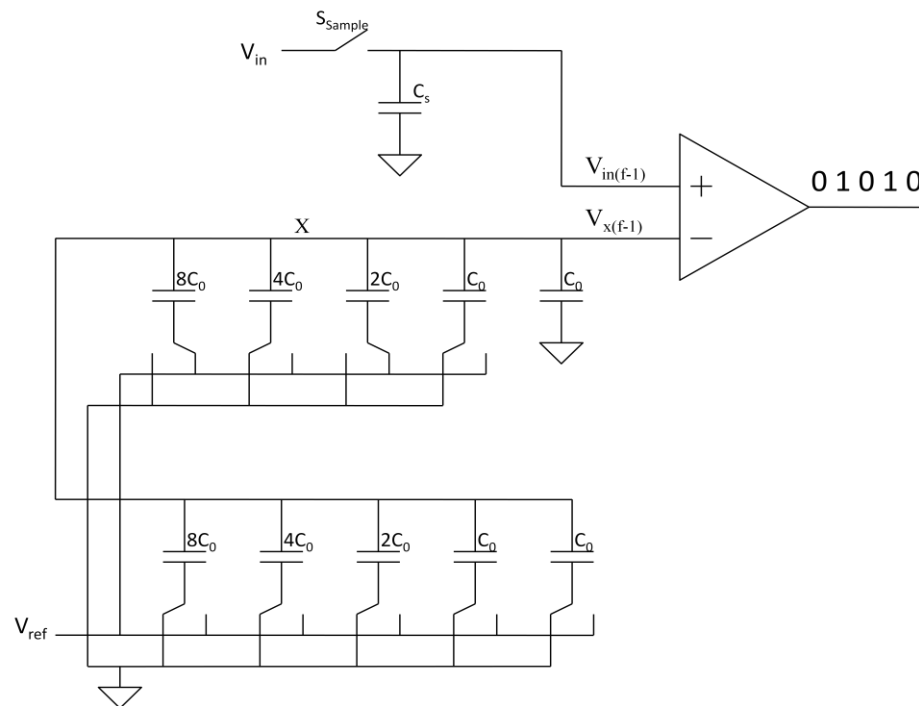 S_Sample
V_in
C_s
V_in(f-1)
0 1 0 1 0
V_x(f-1)
X
8C_0 4C_0 2C_0 C_0 C_0
8C_0 4C_0 2C_0 C_0 C_0
V_ref